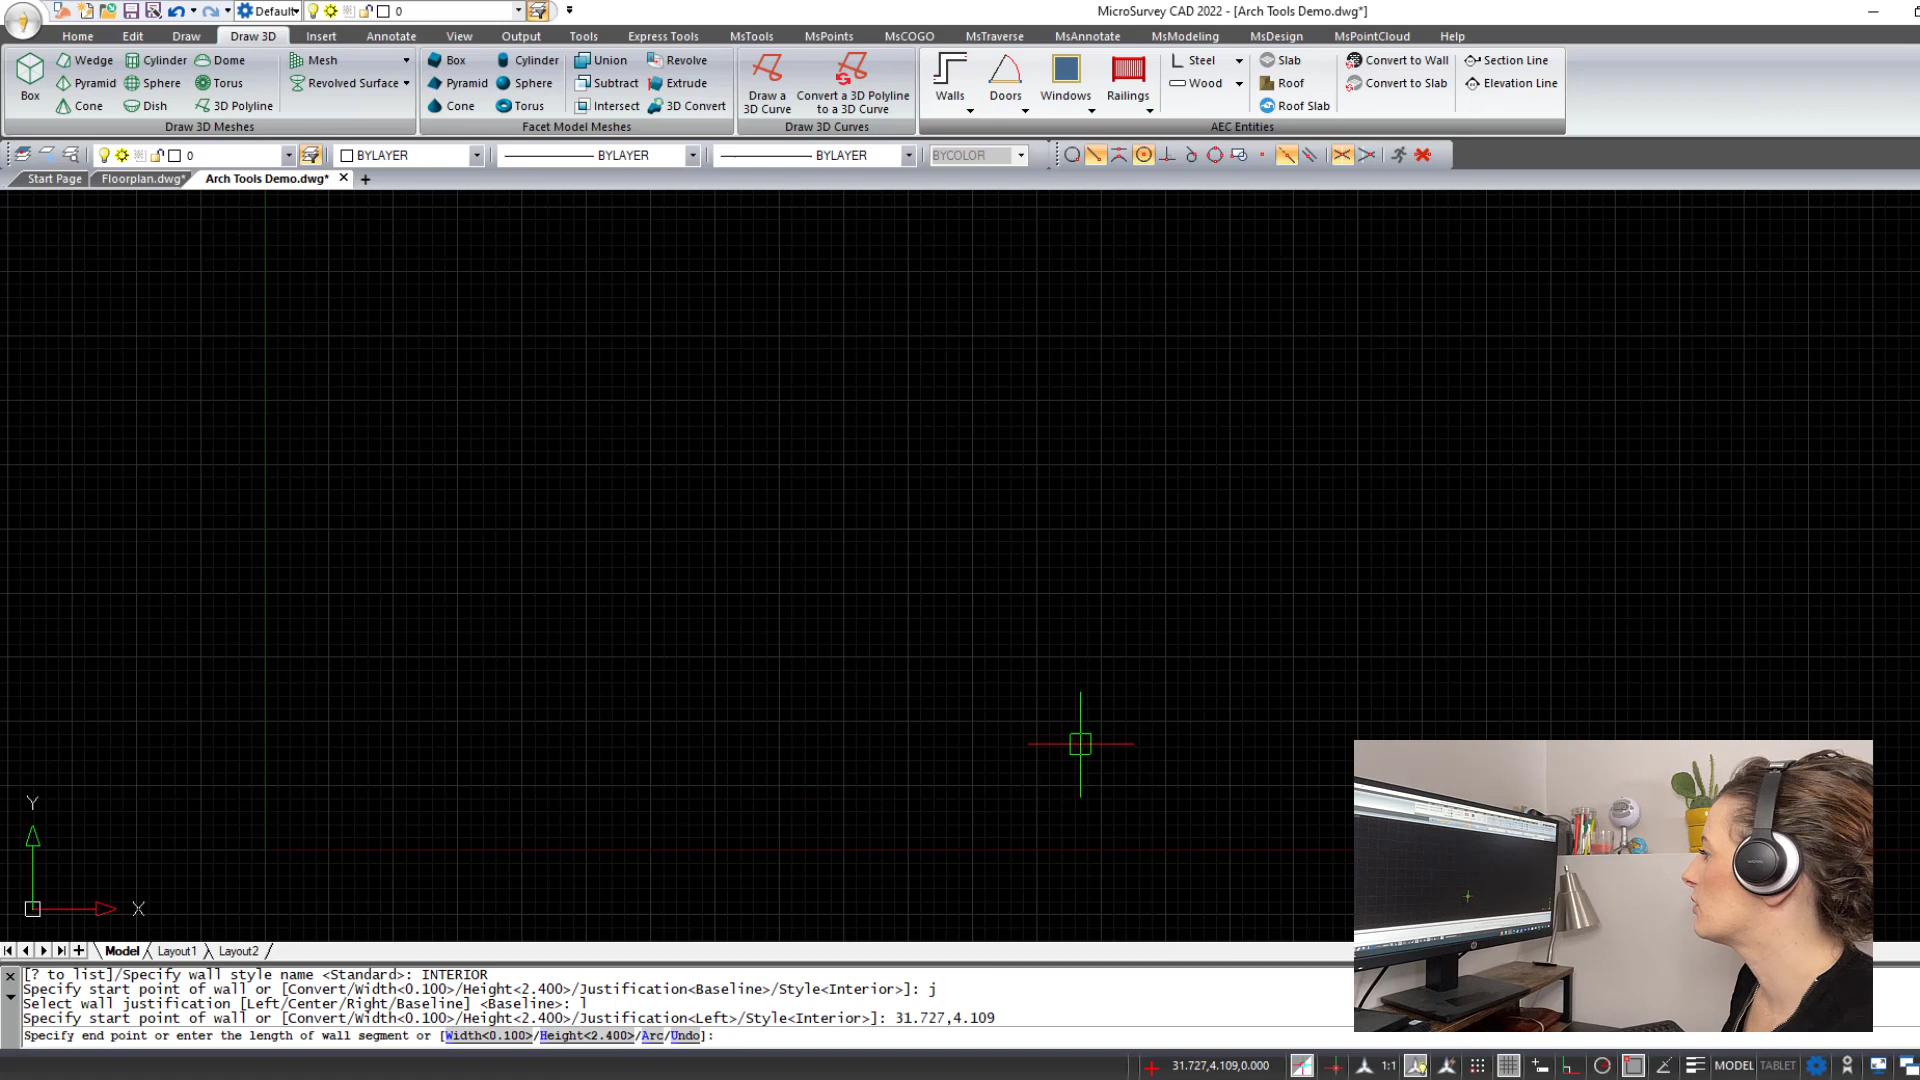 Default
0
MicroSurvey CAD 2022 - [Arch Tools Demo.dwg*]
Home Edit Draw Draw 3D Insert Annotate View Output Tools Express Tools MsTools MsPoints MsCOGO MsTraverse MsAnnotate MsModeling MsDesign MsPointCloud Help
Wedge Cylinder Dome Mesh Box Cylinder Union Revolve Steel Slab Convert to Wall Section Line
Box Pyramid Sphere Torus Revolved Surface Pyramid Sphere Subtract Extrude Draw a 3D Curve Convert a 3D Polyline to a 3D Curve Walls Doors Windows Railings Wood Roof Convert to Slab Elevation Line
Cone Dish 3D Polyline Cone Torus Intersect 3D Convert Roof Slab
Draw 3D Meshes Facet Model Meshes Draw 3D Curves AEC Entities
0 BYLAYER BYLAYER BYLAYER BYCOLOR
Start Page Floorplan.dwg* Arch Tools Demo.dwg*
Y
X
Model Layout1 Layout2
[? to list]/Specify wall style name <Standard>: INTERIOR
Specify start point of wall or [Convert/Width<0.100>/Height<2.400>/Justification<Baseline>/Style<Interior>]: j
Select wall justification [Left/Center/Right/Baseline] <Baseline>: l
Specify start point of wall or [Convert/Width<0.100>/Height<2.400>/Justification<Left>/Style<Interior>]: 31.727,4.109
Specify end point or enter the length of wall segment or [Width<0.100>/Height<2.400>/Arc/Undo]:
31.727,4.109,0.000 1:1 MODEL TABLET